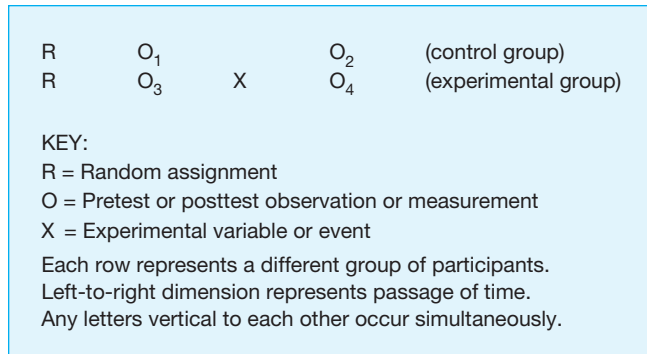 R O₁ O₂ (control group)
R O₃ X O₄ (experimental group)
KEY:
R = Random assignment
O = Pretest or posttest observation or measurement
X = Experimental variable or event
Each row represents a different group of participants.
Left-to-right dimension represents passage of time.
Any letters vertical to each other occur simultaneously.